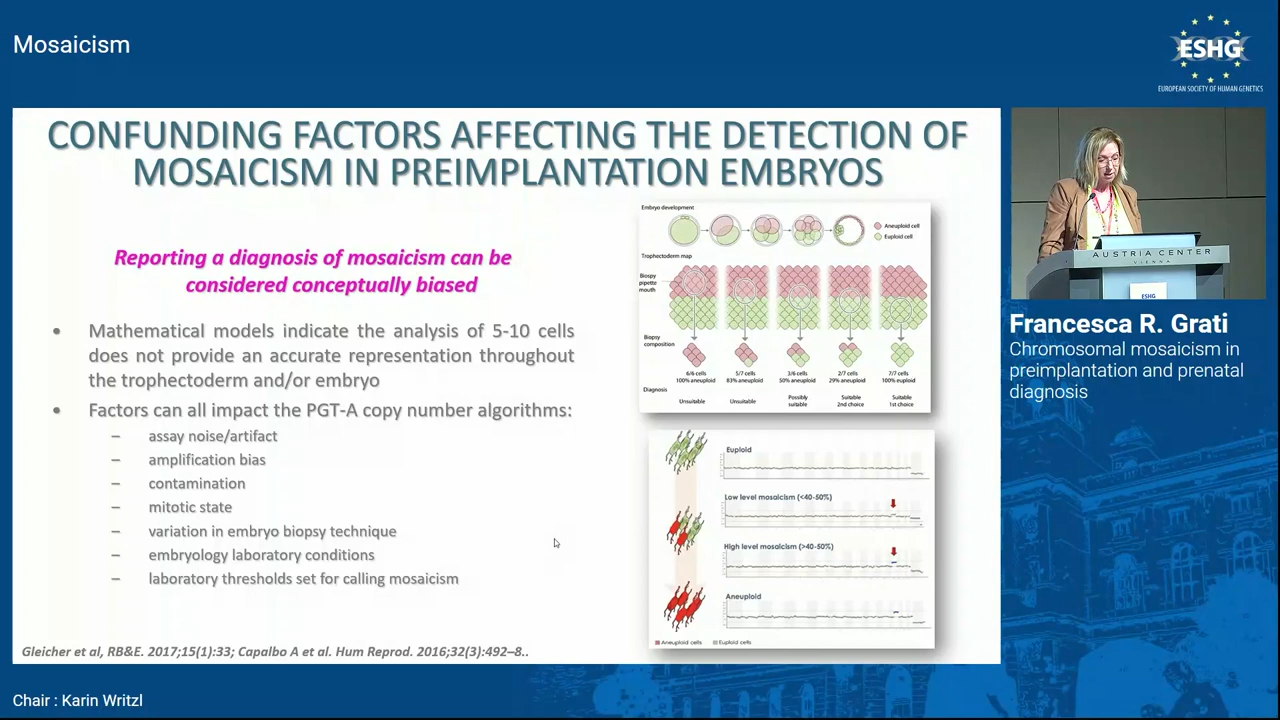 Mosaicism
ESHG
EUROPEAN SOCIETY OF HUMAN GENETICS
CONFUNDING FACTORS AFFECTING THE DETECTION OF
MOSAICISM IN PREIMPLANTATION EMBRYOS
Reporting a diagnosis of mosaicism can be
considered conceptually biased
• Mathematical models indicate the analysis of 5-10 cells
does not provide an accurate representation throughout
the trophectoderm and/or embryo
• Factors can all impact the PGT-A copy number algorithms:
– assay noise/artifact
– amplification bias
– contamination
– mitotic state
– variation in embryo biopsy technique
– embryology laboratory conditions
– laboratory thresholds set for calling mosaicism
Gleicher et al, RB&E. 2017;15(1):33; Capalbo A et al. Hum Reprod. 2016;32(3):492–8..
Embryo development
Aneuploid cell
Euploid cell
Trophectoderm map
Biospy
pipette
mouth
Biopsy
composition
6/6 cells 5/7 cells 3/6 cells 2/7 cells 7/7 cells
100% aneuploid 83% aneuploid 50% aneuploid 29% aneuploid 100% euploid
Diagnosis
Unsuitable Unsuitable Possibly suitable Suitable 2nd choice Suitable 1st choice
Euploid
Low level mosaicism (<40-50%)
High level mosaicism (>40-50%)
Aneuploid
Aneuploid cells Euploid cells
AUSTRIA CENTER
VIENNA
ESHG
Francesca R. Grati
Chromosomal mosaicism in
preimplantation and prenatal
diagnosis
Chair : Karin Writzl